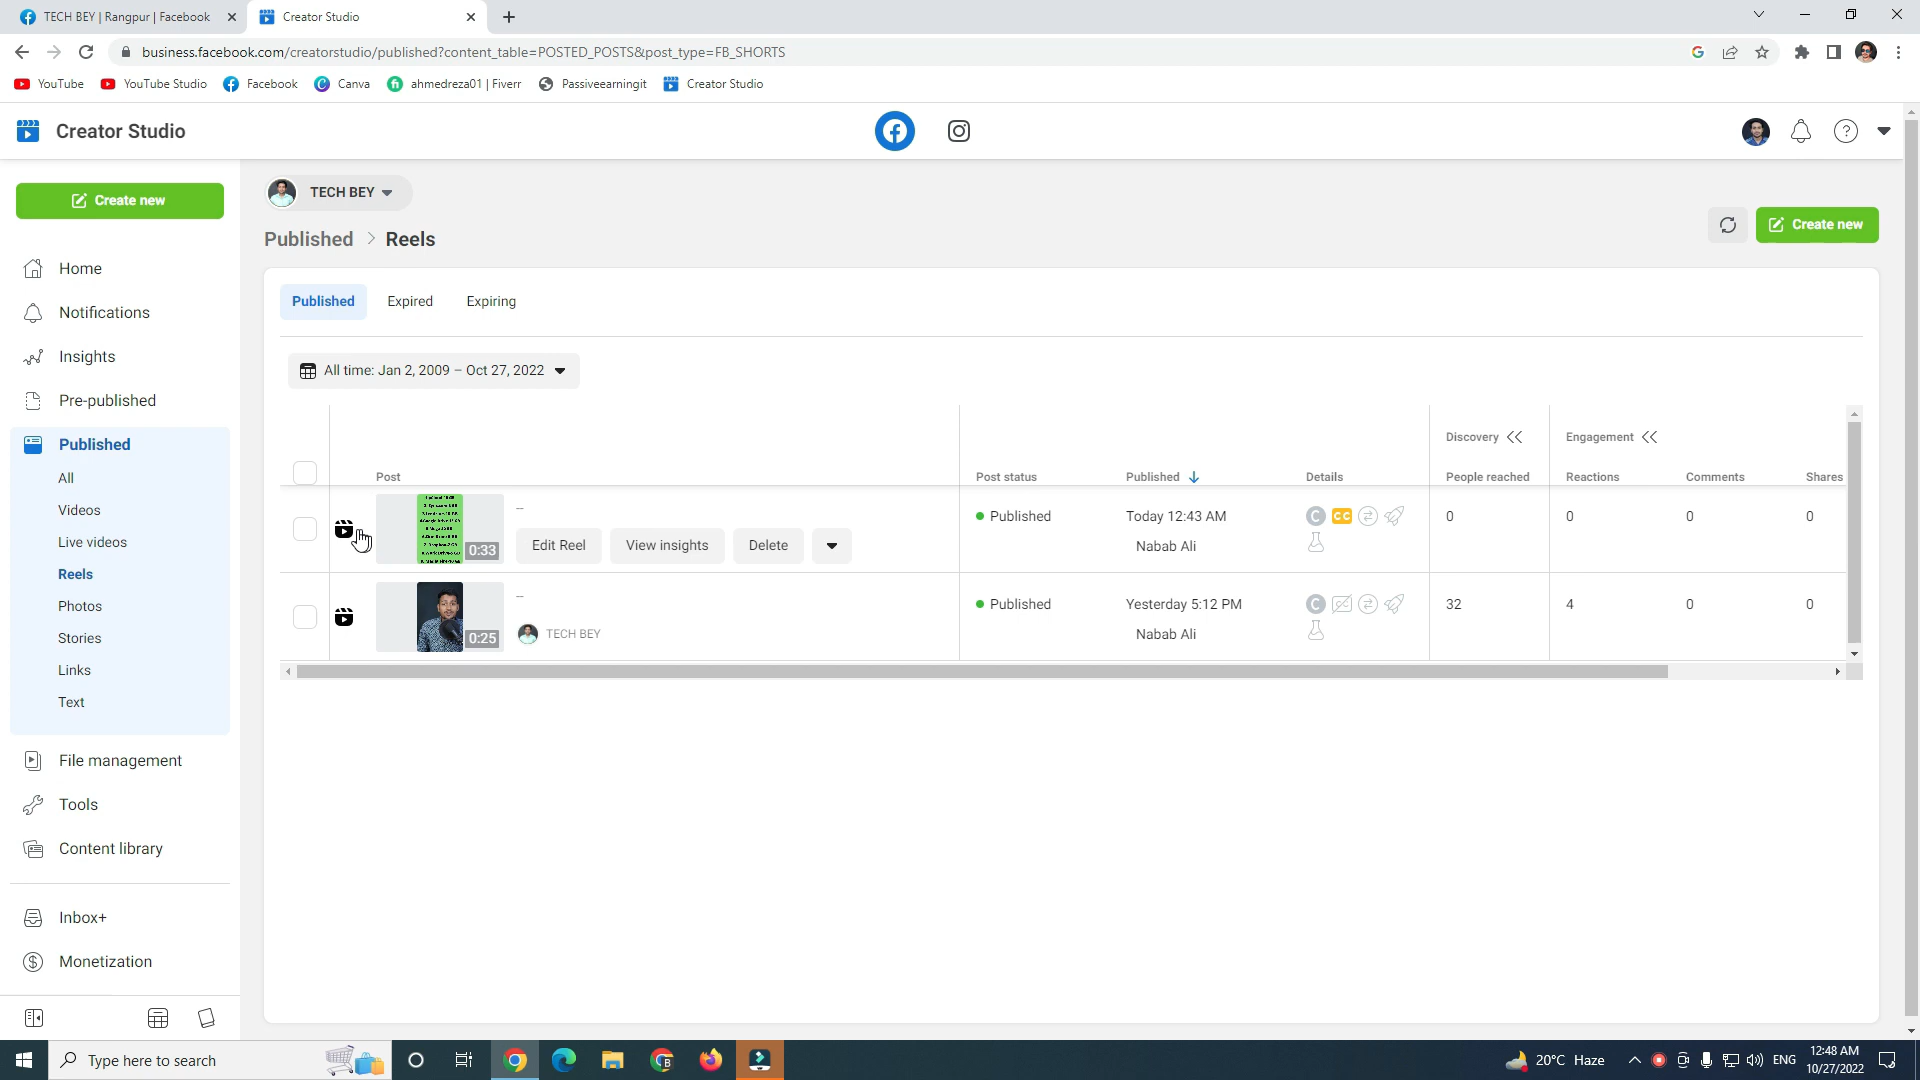 TECH BEY | Rangpur | Facebook
Creator Studio
business.facebook.com/creatorstudio/published?content_table=POSTED_POSTS&post_type=FB_SHORTS
YouTube
YouTube Studio
Facebook
Canva
ahmedreza01 | Fiverr
Passiveearningit
Creator Studio
Creator Studio
Create new
TECH BEY
Published > Reels
Create new
Home
Notifications
Insights
Pre-published
Published
All
Videos
Live videos
Reels
Photos
Stories
Links
Text
File management
Tools
Content library
Inbox+
Monetization
Published
Expired
Expiring
All time: Jan 2, 2009 – Oct 27, 2022
Discovery
Engagement
Post
Post status
Published
Details
People reached
Reactions
Comments
Shares
0:33
--
Edit Reel
View insights
Delete
Published
Today 12:43 AM
Nabab Ali
C CC
0
0
0
0
0:25
--
TECH BEY
Published
Yesterday 5:12 PM
Nabab Ali
C CC
32
4
0
0
Type here to search
20°C Haze
ENG
12:48 AM
10/27/2022